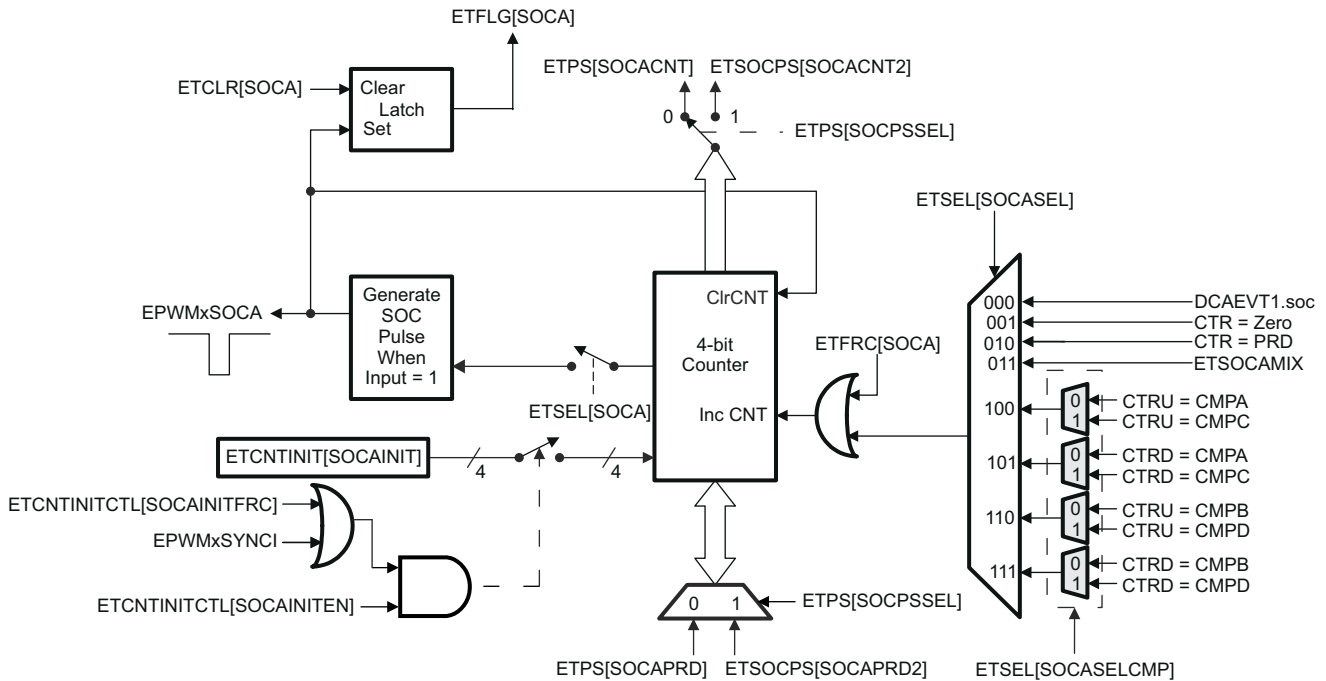 ETFLG[SOCA]
ETCLR[SOCA]
Clear
Latch
Set
ETPS[SOCACNT]
ETSOCPS[SOCACNT2]
0
1
ETPS[SOCPSSEL]
ETSEL[SOCASEL]
EPWMxSOCA
Generate
SOC
Pulse
When
Input = 1
ETSEL[SOCA]
ClrCNT
4-bit
Counter
Inc CNT
ETFRC[SOCA]
000
DCAEVT1.soc
001
CTR = Zero
010
CTR = PRD
011
ETSOCAMIX
100
0
CTRU = CMPA
1
CTRU = CMPC
101
0
CTRD = CMPA
1
CTRD = CMPC
110
0
CTRU = CMPB
1
CTRU = CMPD
111
0
CTRD = CMPB
1
CTRD = CMPD
ETSEL[SOCASELCMP]
ETCNTINIT[SOCAINIT]
4
4
ETCNTINITCTL[SOCAINITFRC]
EPWMxSYNCI
ETCNTINITCTL[SOCAINITEN]
0 1
ETPS[SOCPSSEL]
ETPS[SOCAPRD]
ETSOCPS[SOCAPRD2]